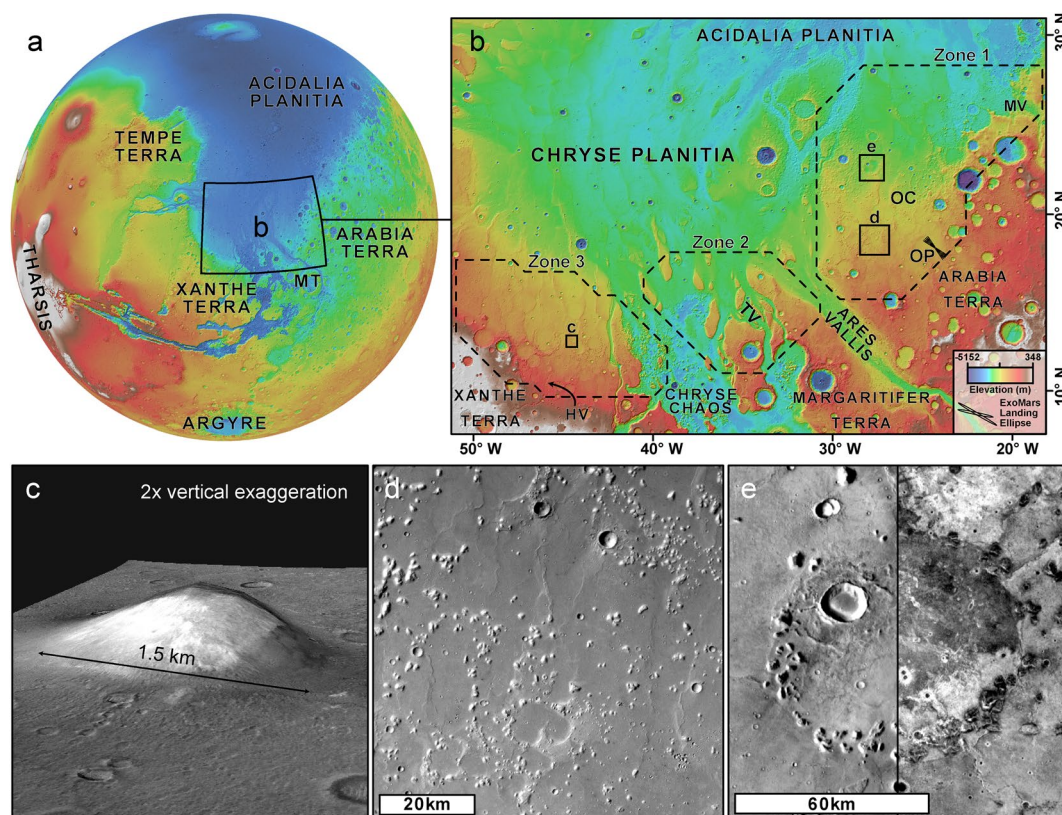 a
ACIDALIA
PLANITIA
TEMPE
TERRA
b
ARABIA
TERRA
MT
XANTHE
TERRA
THARSIS
ARGYRE
b
ACIDALIA PLANITIA
30° N
Zone 1
MV
CHRYSE PLANITIA
e
OC
20° N
d
Zone 2
OP
Zone 3
ARABIA
TERRA
TV
ARES
VALLIS
c
-5152 348
Elevation (m)
ExoMars
Landing
Ellipse
10° N
XANTHE
TERRA
HV
CHRYSE
CHAOS
MARGARITIFER
TERRA
50° W 40° W 30° W 20° W
c
2x vertical exaggeration
1.5 km
d
20km
e
60km